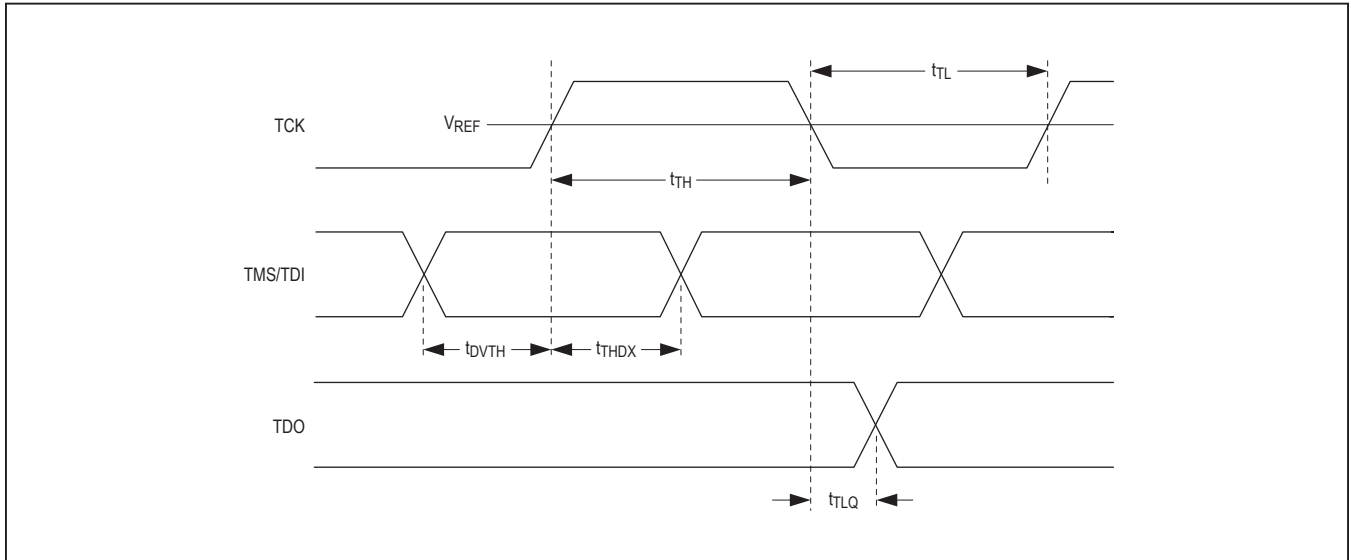 tTL
TCK
VREF
tTH
TMS/TDI
tDVTH
tTHDX
TDO
tTLQ